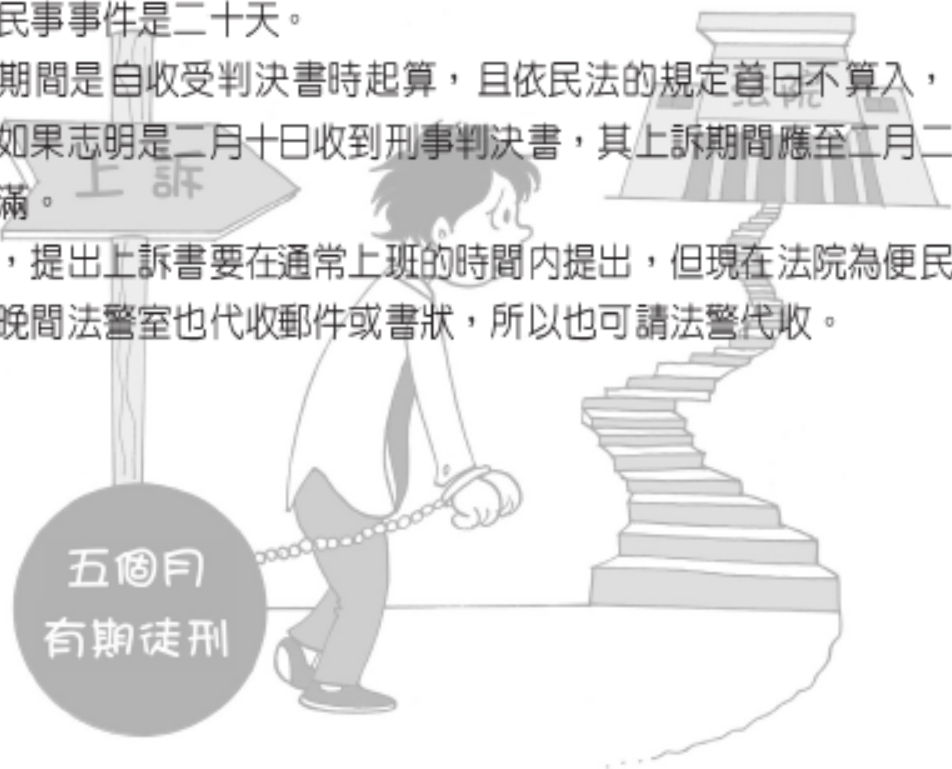 民事事件是二十天。
期間是自收受判決書時起算，且依民法的規定首日不算入，
如果志明是二月十日收到刑事判決書，其上訴期間應至二月二
滿。
，提出上訴書要在通常上班的時間內提出，但現在法院為便民
晚間法警室也代收郵件或書狀，所以也可請法警代收。
法院
上訴
五個月
有期徒刑